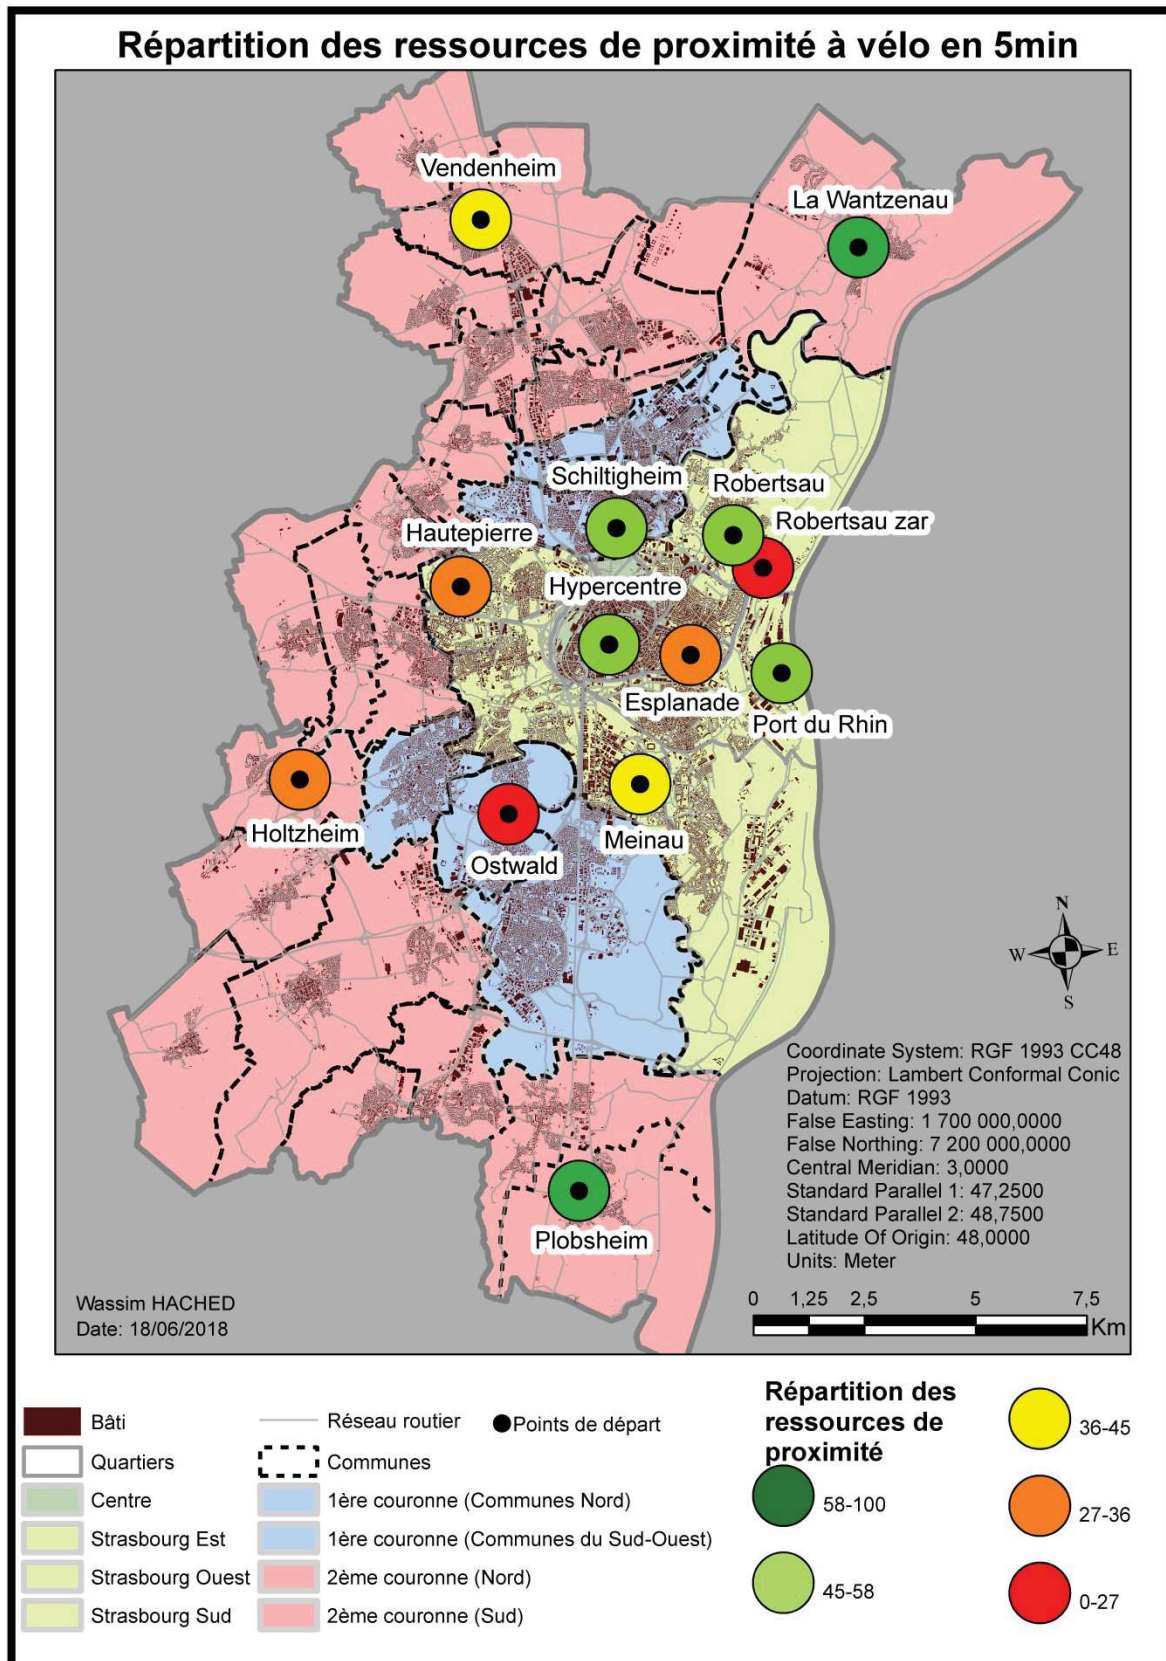 Répartition des ressources de proximité à vélo en 5min
Vendenheim
La Wantzenau
Schiltigheim
Robertsau
Hautepierre
Robertsau zar
Hypercentre
Esplanade
Port du Rhin
Holtzheim
Ostwald
Meinau
Plobsheim
N
W
E
S
Coordinate System: RGF 1993 CC48
Projection: Lambert Conformal Conic
Datum: RGF 1993
False Easting: 1 700 000,0000
False Northing: 7 200 000,0000
Central Meridian: 3,0000
Standard Parallel 1: 47,2500
Standard Parallel 2: 48,7500
Latitude Of Origin: 48,0000
Units: Meter
0 1,25 2,5 5 7,5
Km
Wassim HACHED
Date: 18/06/2018
Bâti
Quartiers
Centre
Strasbourg Est
Strasbourg Ouest
Strasbourg Sud
Réseau routier
Points de départ
Communes
1ère couronne (Communes Nord)
1ère couronne (Communes du Sud-Ouest)
2ème couronne (Nord)
2ème couronne (Sud)
Répartition des
ressources de
proximité
58-100
45-58
36-45
27-36
0-27